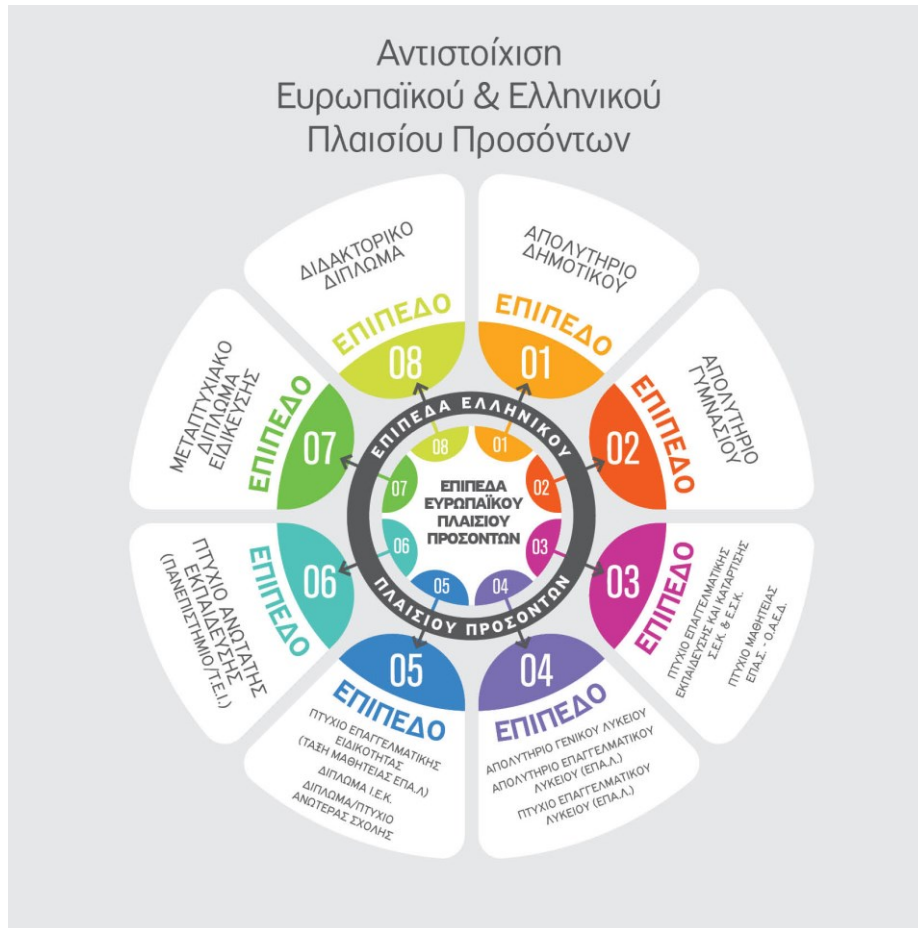 Αντιστοίχιση
Ευρωπαϊκού & Ελληνικού
Πλαισίου Προσόντων
ΑΠΟΛΥΤΗΡΙΟ
ΔΗΜΟΤΙΚΟΥ
ΕΠΙΠΕΔΟ
01
ΑΠΟΛΥΤΗΡΙΟ
ΓΥΜΝΑΣΙΟΥ
ΕΠΙΠΕΔΟ
02
ΕΠΙΠΕΔΟ
03
ΠΤΥΧΙΟ ΕΠΑΓΓΕΛΜΑΤΙΚΗΣ
ΕΚΠΑΙΔΕΥΣΗΣ ΚΑΙ ΚΑΤΑΡΤΙΣΗΣ
Σ.Ε.Κ. & Ε.Σ.Κ.
ΠΤΥΧΙΟ ΜΑΘΗΤΕΙΑΣ
ΕΠΑ.Σ. - Ο.Α.Ε.Δ.
04
ΕΠΙΠΕΔΟ
ΑΠΟΛΥΤΗΡΙΟ ΓΕΝΙΚΟΥ ΛΥΚΕΙΟΥ
ΑΠΟΛΥΤΗΡΙΟ ΕΠΑΓΓΕΛΜΑΤΙΚΟΥ
ΛΥΚΕΙΟΥ (ΕΠΑ.Λ.)
ΠΤΥΧΙΟ ΕΠΑΓΓΕΛΜΑΤΙΚΟΥ
ΛΥΚΕΙΟΥ (ΕΠΑ.Λ.)
05
ΕΠΙΠΕΔΟ
ΠΤΥΧΙΟ ΕΠΑΓΓΕΛΜΑΤΙΚΗΣ
ΕΙΔΙΚΟΤΗΤΑΣ
(ΤΑΞΗ ΜΑΘΗΤΕΙΑΣ ΕΠΑ.Λ)
ΔΙΠΛΩΜΑ Ι.Ε.Κ.
ΔΙΠΛΩΜΑ/ΠΤΥΧΙΟ
ΑΝΩΤΕΡΑΣ ΣΧΟΛΗΣ
06
ΕΠΙΠΕΔΟ
ΠΤΥΧΙΟ ΑΝΩΤΑΤΗΣ
ΕΚΠΑΙΔΕΥΣΗΣ
(ΠΑΝΕΠΙΣΤΗΜΙΟ/Τ.Ε.Ι.)
ΜΕΤΑΠΤΥΧΙΑΚΟ
ΔΙΠΛΩΜΑ
ΕΙΔΙΚΕΥΣΗΣ
ΕΠΙΠΕΔΟ
07
ΔΙΔΑΚΤΟΡΙΚΟ
ΔΙΠΛΩΜΑ
ΕΠΙΠΕΔΟ
08
ΕΠΙΠΕΔΑ ΕΛΛΗΝΙΚΟΥ
ΠΛΑΙΣΙΟΥ ΠΡΟΣΟΝΤΩΝ
01
02
03
04
05
06
07
08
ΕΠΙΠΕΔΑ
ΕΥΡΩΠΑΪΚΟΥ
ΠΛΑΙΣΙΟΥ
ΠΡΟΣΟΝΤΩΝ